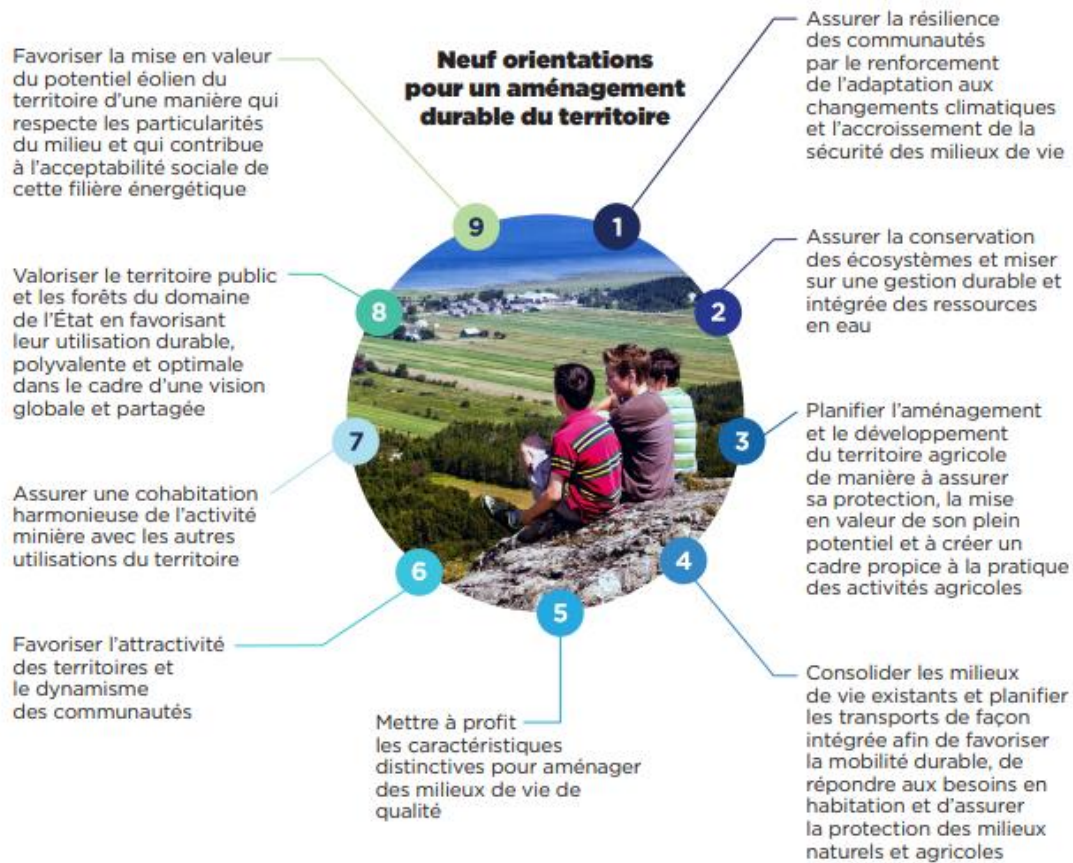 Neuf orientations
pour un aménagement
durable du territoire
1
Assurer la résilience
des communautés
par le renforcement
de l'adaptation aux
changements climatiques
et l'accroissement de la
sécurité des milieux de vie
2
Assurer la conservation
des écosystèmes et miser
sur une gestion durable et
intégrée des ressources
en eau
3
Planifier l'aménagement
et le développement
du territoire agricole
de manière à assurer
sa protection, la mise
en valeur de son plein
potentiel et à créer un
cadre propice à la pratique
des activités agricoles
4
Consolider les milieux
de vie existants et planifier
les transports de façon
intégrée afin de favoriser
la mobilité durable, de
répondre aux besoins en
habitation et d'assurer
la protection des milieux
naturels et agricoles
5
Mettre à profit
les caractéristiques
distinctives pour aménager
des milieux de vie de
qualité
6
Favoriser l'attractivité
des territoires et
le dynamisme
des communautés
7
Assurer une cohabitation
harmonieuse de l'activité
minière avec les autres
utilisations du territoire
8
Valoriser le territoire public
et les forêts du domaine
de l'État en favorisant
leur utilisation durable,
polyvalente et optimale
dans le cadre d'une vision
globale et partagée
9
Favoriser la mise en valeur
du potentiel éolien du
territoire d'une manière qui
respecte les particularités
du milieu et qui contribue
à l'acceptabilité sociale de
cette filière énergétique